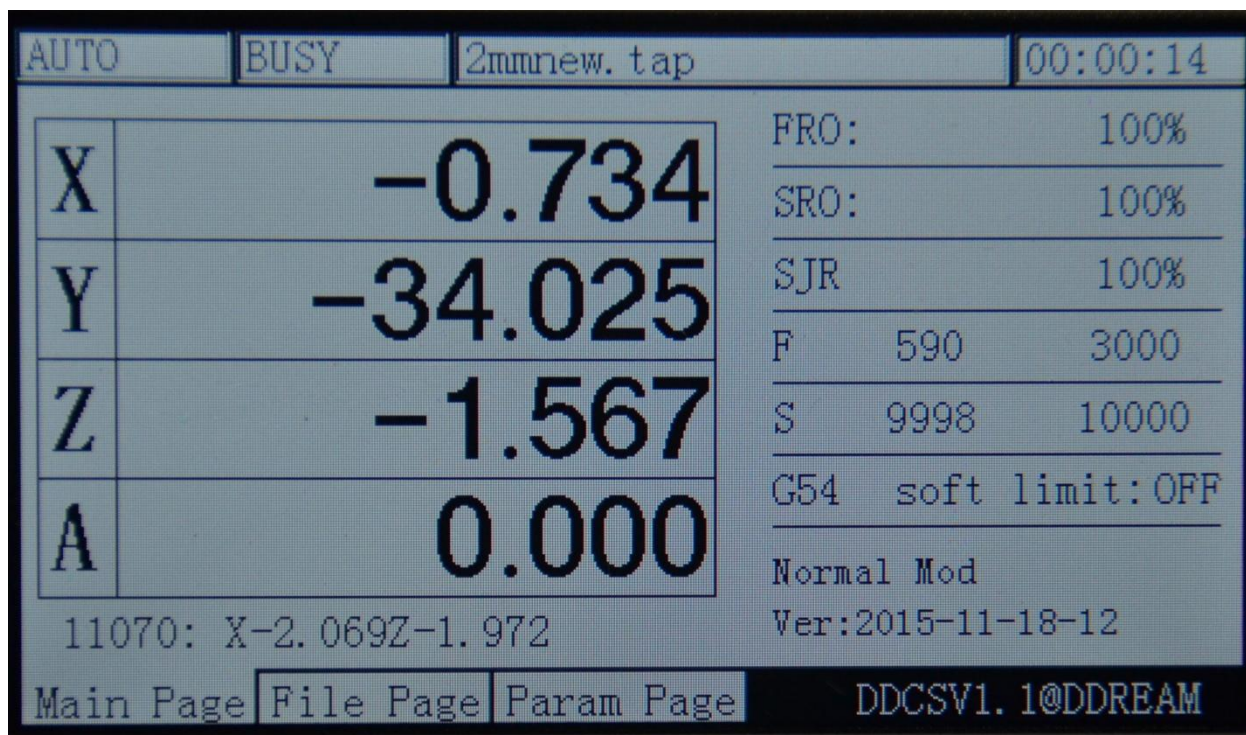 AUTO BUSY 2mmnew.tap 00:00:14
X -0.734
Y -34.025
Z -1.567
A 0.000
11070: X-2.069Z-1.972
FRO: 100%
SRO: 100%
SJR 100%
F 590 3000
S 9998 10000
G54 soft limit:OFF
Normal Mod
Ver:2015-11-18-12
Main Page File Page Param Page DDCSV1.1@DDREAM